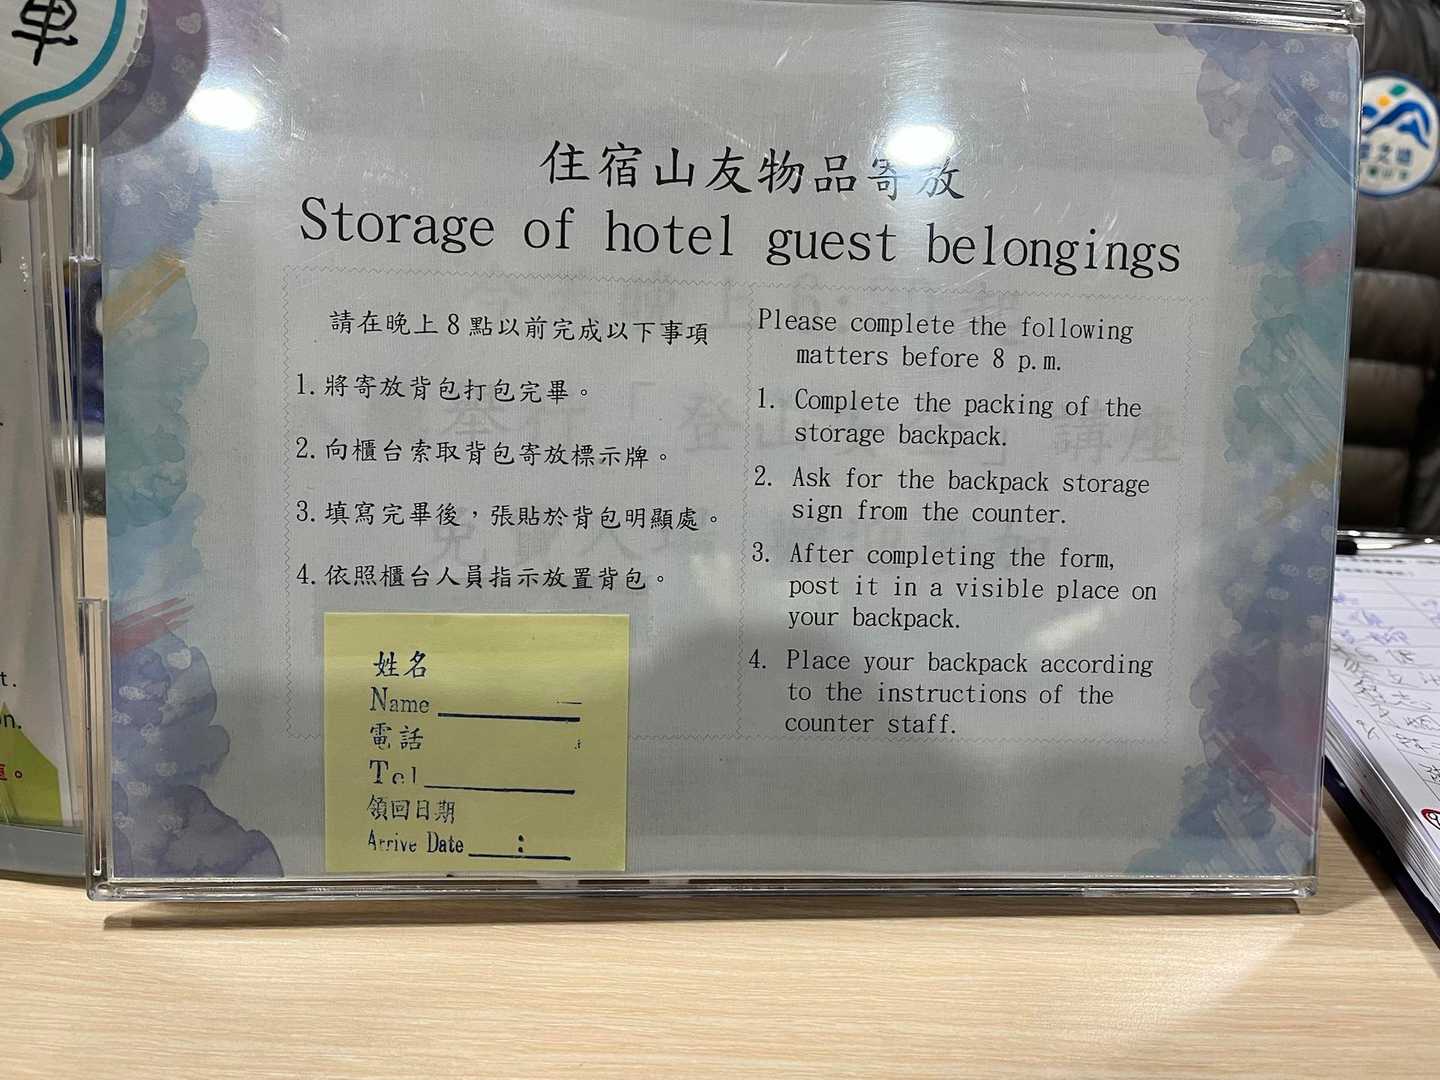 單
住宿山友物品寄放
Storage of hotel guest belongings
請在晚上8點以前完成以下事項
1. 將寄放背包打包完畢。
2. 向櫃台索取背包寄放標示牌。
3. 填寫完畢後，張貼於背包明顯處。
4. 依照櫃台人員指示放置背包。
Please complete the following
matters before 8 p.m.
1. Complete the packing of the
storage backpack.
2. Ask for the backpack storage
sign from the counter.
3. After completing the form,
post it in a visible place on
your backpack.
4. Place your backpack according
to the instructions of the
counter staff.
姓名
Name
電話
Tel
領回日期
Arrive Date :